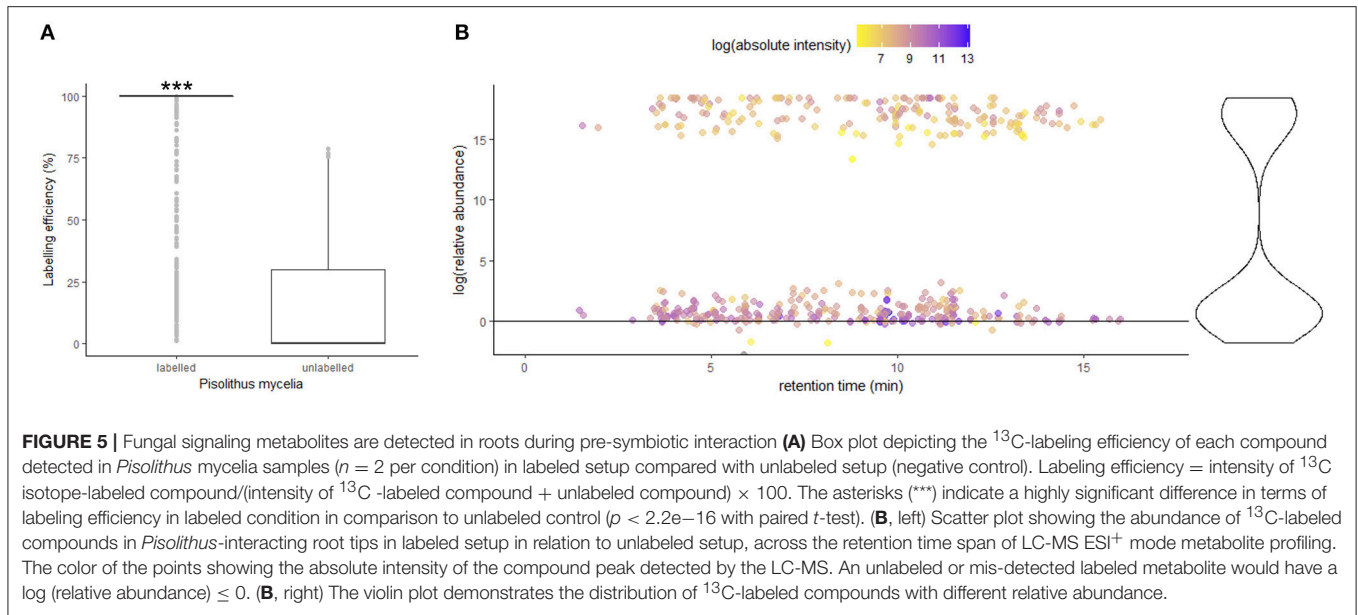 A
B
log(absolute intensity)
7 9 11 13
***
100
75
50
25
0
Labelling efficiency (%)
labelled unlabelled
Pisolithus mycelia
15
10
5
0
log(relative abundance)
0 5 10 15
retention time (min)
FIGURE 5 | Fungal signaling metabolites are detected in roots during pre-symbiotic interaction (A) Box plot depicting the ¹³C-labeling efficiency of each compound
detected in Pisolithus mycelia samples (n = 2 per condition) in labeled setup compared with unlabeled setup (negative control). Labeling efficiency = intensity of ¹³C
isotope-labeled compound/(intensity of ¹³C -labeled compound + unlabeled compound) × 100. The asterisks (***) indicate a highly significant difference in terms of
labeling efficiency in labeled condition in comparison to unlabeled control (p < 2.2e−16 with paired t-test). (B, left) Scatter plot showing the abundance of ¹³C-labeled
compounds in Pisolithus-interacting root tips in labeled setup in relation to unlabeled setup, across the retention time span of LC-MS ESI⁺ mode metabolite profiling.
The color of the points showing the absolute intensity of the compound peak detected by the LC-MS. An unlabeled or mis-detected labeled metabolite would have a
log (relative abundance) ≤ 0. (B, right) The violin plot demonstrates the distribution of ¹³C-labeled compounds with different relative abundance.